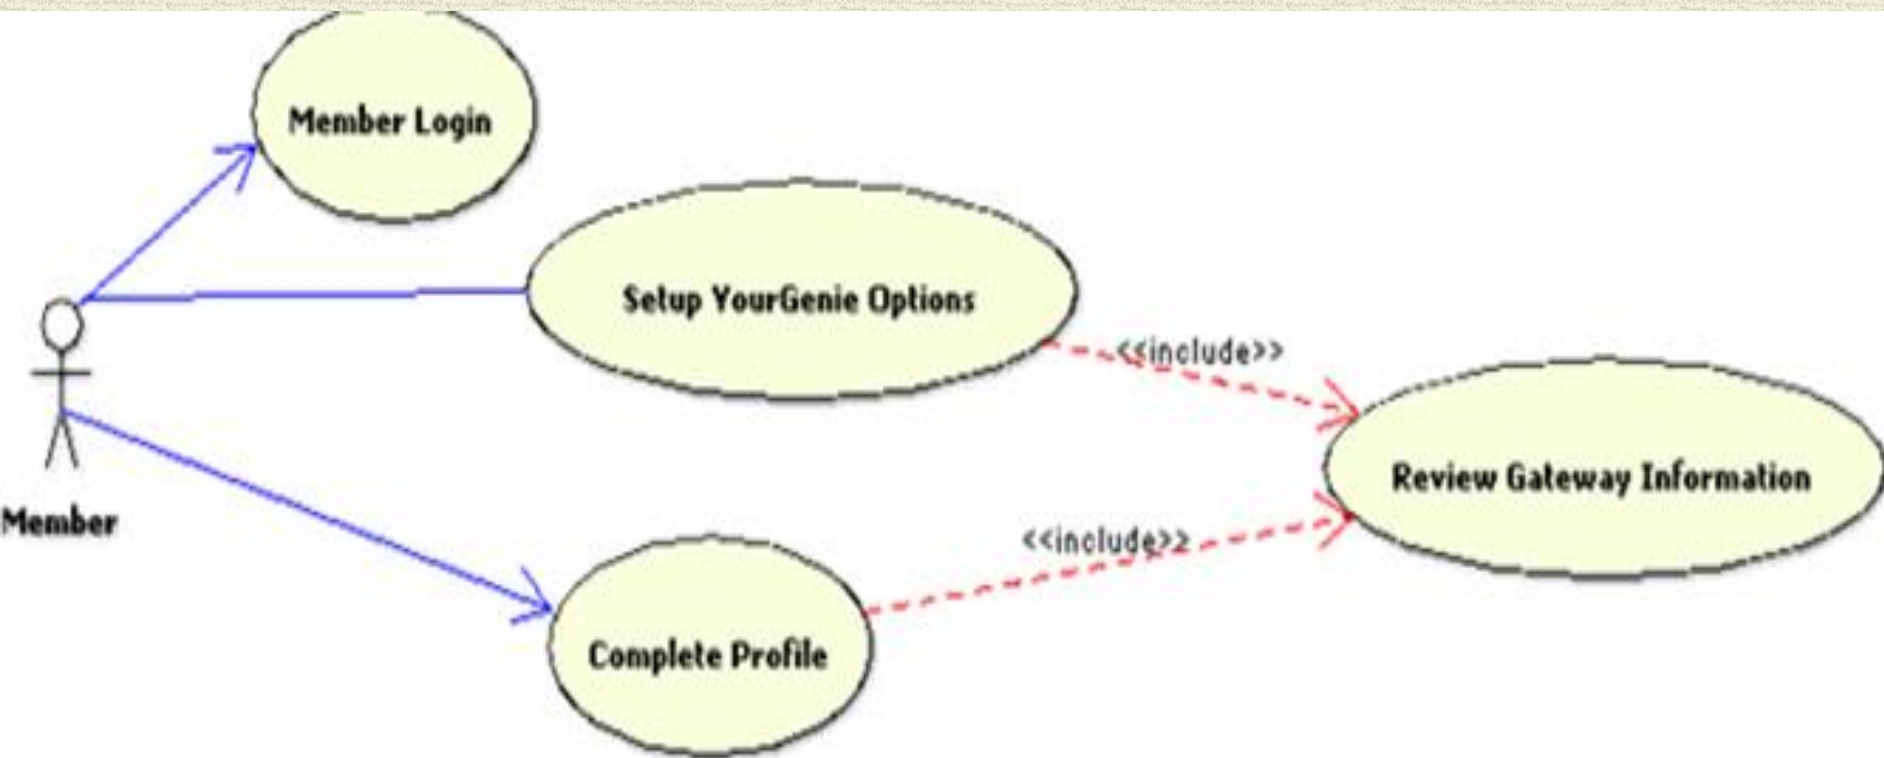 Member Login
Setup YourGenie Options
<<include>>
Review Gateway Information
Member
<<include>>
Complete Profile